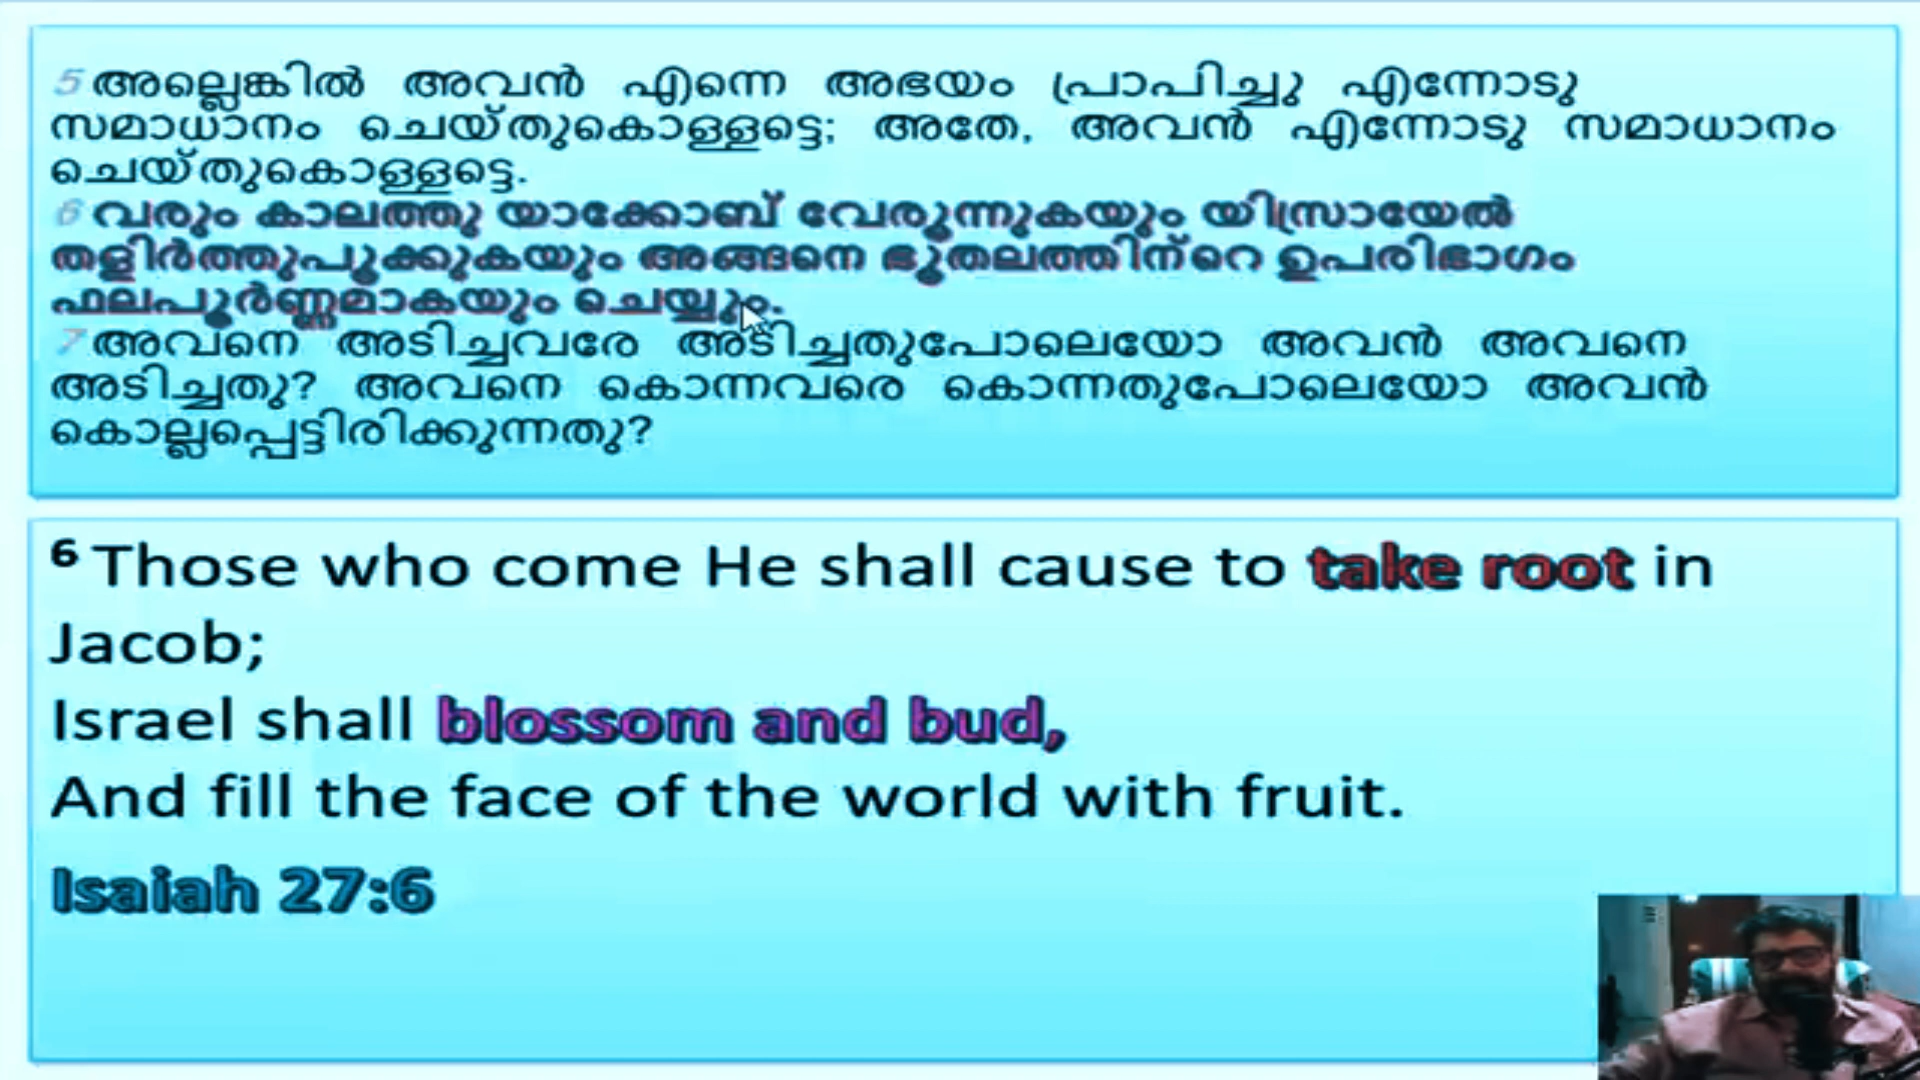 5 അല്ലെങ്കിൽ അവൻ എന്നെ അഭയം പ്രാപിച്ചു എന്നോടു
സമാധാനം ചെയ്തുകൊള്ളട്ടെ; അതേ, അവൻ എന്നോടു സമാധാനം
ചെയ്തുകൊള്ളട്ടെ.
6 വരും കാലത്തു യാക്കോബ് വേരൂന്നുകയും യിസ്രായേൽ
തളിർത്തുപൂക്കുകയും അങ്ങനെ ഭൂതലത്തിന്റെ ഉപരിഭാഗം
ഫലപൂർണ്ണമാകയും ചെയ്യും.
7 അവനെ അടിച്ചവരേ അടിച്ചതുപോലെയോ അവൻ അവനെ
അടിച്ചതു? അവനെ കൊന്നവരെ കൊന്നതുപോലെയോ അവൻ
കൊല്ലപ്പെട്ടിരിക്കുന്നതു?
6 Those who come He shall cause to take root in
Jacob;
Israel shall blossom and bud,
And fill the face of the world with fruit.
Isaiah 27:6